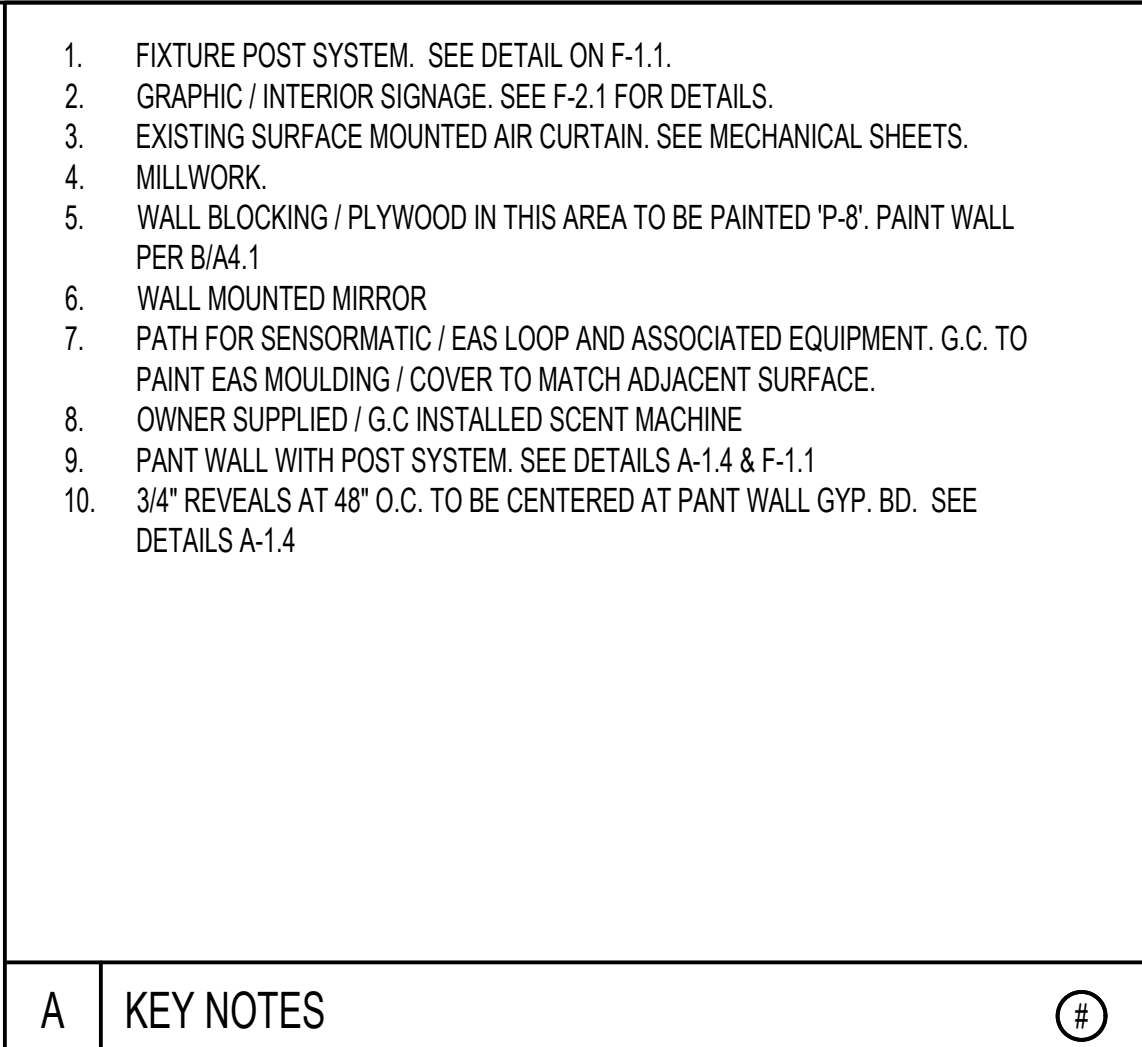 1. FIXTURE POST SYSTEM. SEE DETAIL ON F-1.1.
2. GRAPHIC / INTERIOR SIGNAGE. SEE F-2.1 FOR DETAILS.
3. EXISTING SURFACE MOUNTED AIR CURTAIN. SEE MECHANICAL SHEETS.
4. MILLWORK.
5. WALL BLOCKING / PLYWOOD IN THIS AREA TO BE PAINTED 'P-8'. PAINT WALL
PER B/A4.1
6. WALL MOUNTED MIRROR
7. PATH FOR SENSORMATIC / EAS LOOP AND ASSOCIATED EQUIPMENT. G.C. TO
PAINT EAS MOULDING / COVER TO MATCH ADJACENT SURFACE.
8. OWNER SUPPLIED / G.C INSTALLED SCENT MACHINE
9. PANT WALL WITH POST SYSTEM. SEE DETAILS A-1.4 & F-1.1
10. 3/4" REVEALS AT 48" O.C. TO BE CENTERED AT PANT WALL GYP. BD. SEE
DETAILS A-1.4
A KEY NOTES #